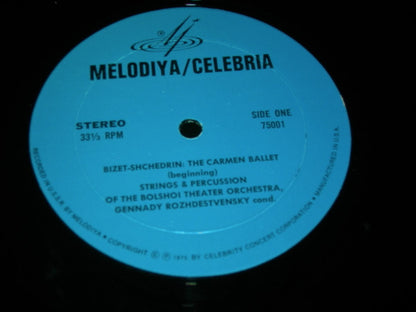 MELODIYA/CELEBRIA
STEREO
33⅓ RPM
SIDE ONE
75001
BIZET-SHCHEDRIN: THE CARMEN BALLET
(beginning)
STRINGS & PERCUSSION
OF THE BOLSHOI THEATER ORCHESTRA,
GENNADY ROZHDESTVENSKY cond.
RECORDED IN U.S.S.R. BY MELODIYA • COPYRIGHT Ⓒ 1975 BY CELEBRITY CONCERT CORPORATION • MANUFACTURED IN U.S.A.